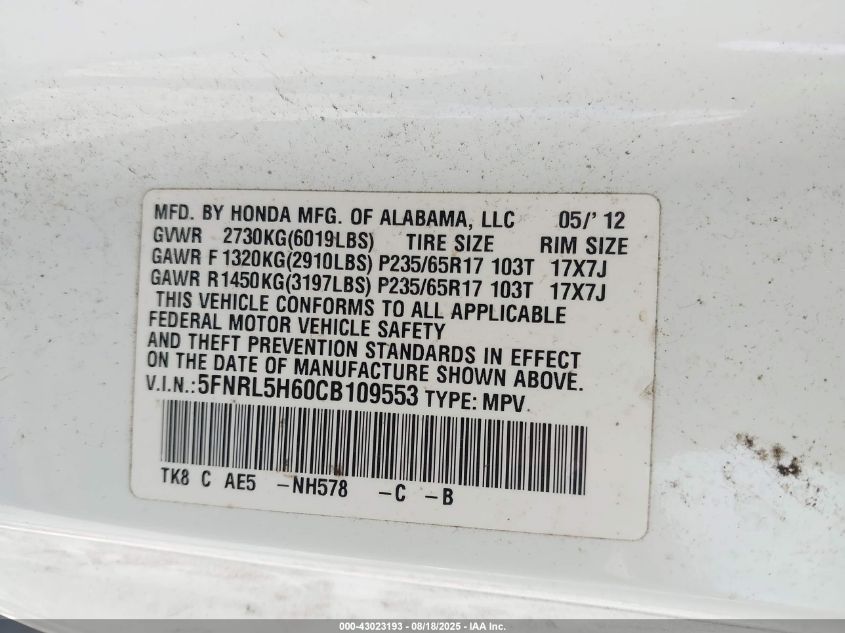 MFD. BY HONDA MFG. OF ALABAMA, LLC 05/' 12
GVWR 2730KG(6019LBS) TIRE SIZE RIM SIZE
GAWR F 1320KG(2910LBS) P235/65R17 103T 17X7J
GAWR R1450KG(3197LBS) P235/65R17 103T 17X7J
THIS VEHICLE CONFORMS TO ALL APPLICABLE
FEDERAL MOTOR VEHICLE SAFETY
AND THEFT PREVENTION STANDARDS IN EFFECT
ON THE DATE OF MANUFACTURE SHOWN ABOVE.
V.I.N.:5FNRL5H60CB109553 TYPE: MPV
TK8 C AE5 -NH578 -C -B
000-43023193 - 08/18/2025 - IAA Inc.